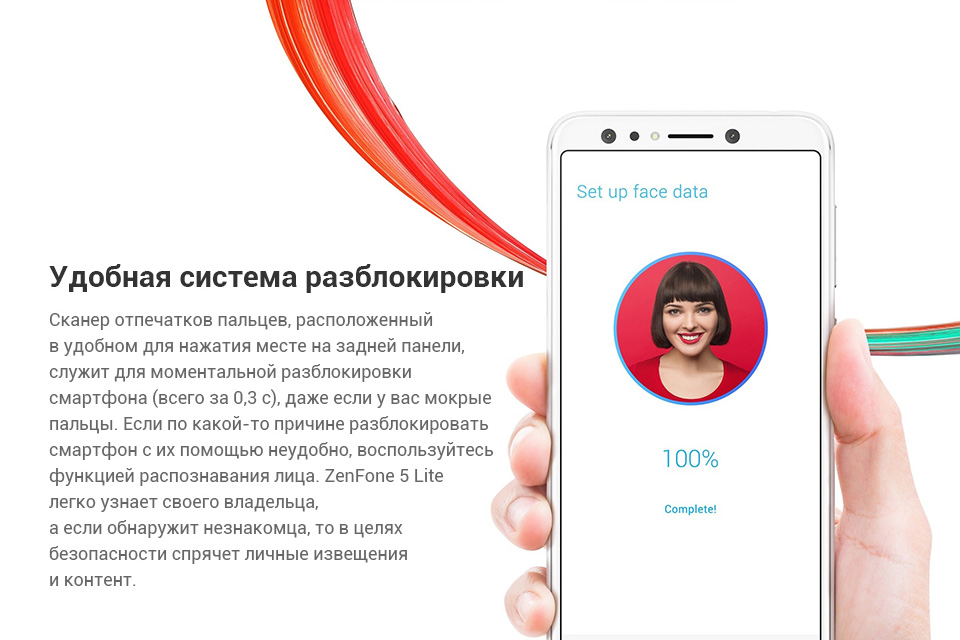 Удобная система разблокировки
Сканер отпечатков пальцев, расположенный
в удобном для нажатия месте на задней панели,
служит для моментальной разблокировки
смартфона (всего за 0,3 с), даже если у вас мокрые
пальцы. Если по какой-то причине разблокировать
смартфон с их помощью неудобно, воспользуйтесь
функцией распознавания лица. ZenFone 5 Lite
легко узнает своего владельца,
а если обнаружит незнакомца, то в целях
безопасности спрячет личные извещения
и контент.
Set up face data
100%
Complete!